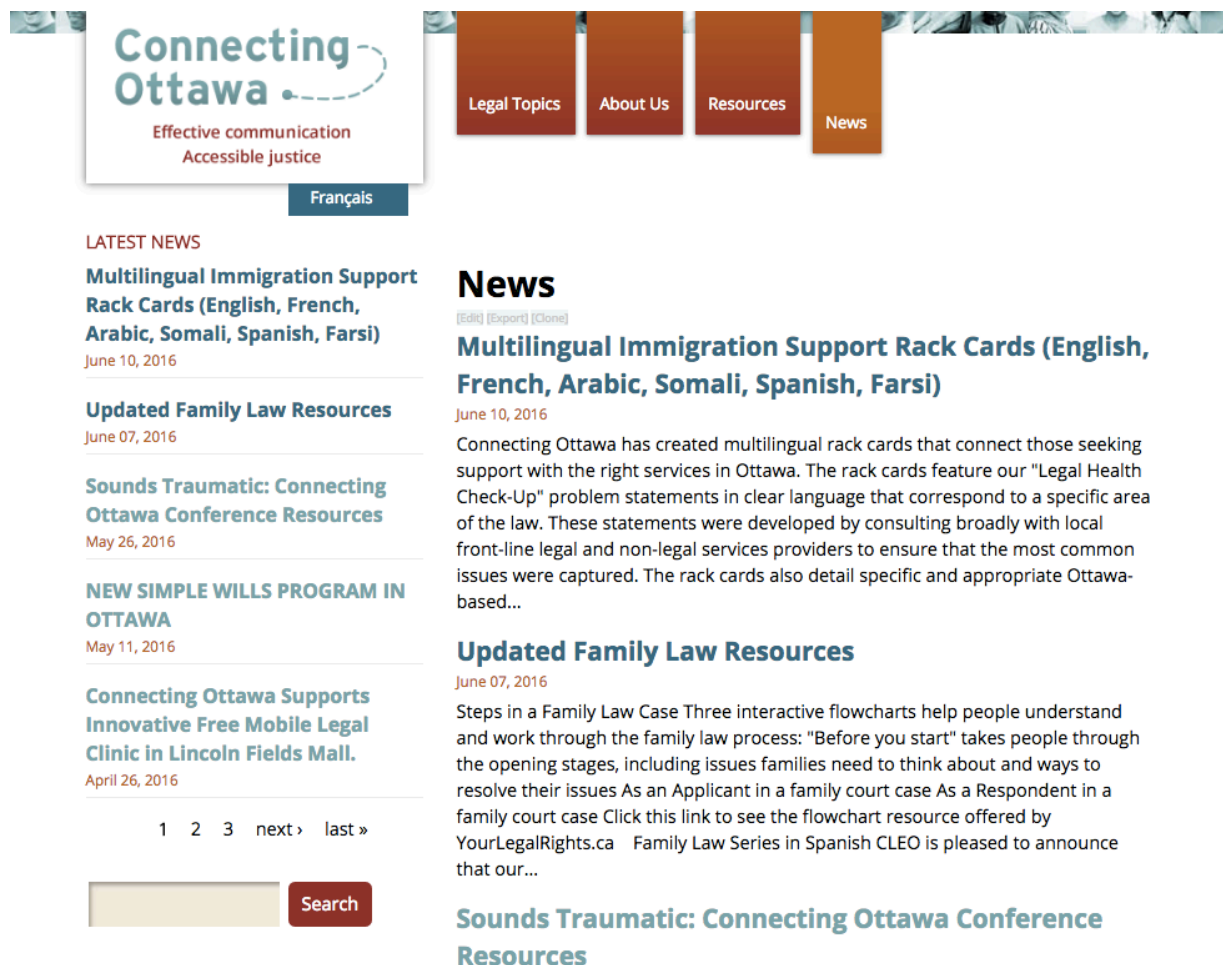 Connecting
Ottawa
Effective communication
Accessible justice
Français
Legal Topics
About Us
Resources
News
LATEST NEWS
Multilingual Immigration Support
Rack Cards (English, French,
Arabic, Somali, Spanish, Farsi)
June 10, 2016
Updated Family Law Resources
June 07, 2016
Sounds Traumatic: Connecting
Ottawa Conference Resources
May 26, 2016
NEW SIMPLE WILLS PROGRAM IN
OTTAWA
May 11, 2016
Connecting Ottawa Supports
Innovative Free Mobile Legal
Clinic in Lincoln Fields Mall.
April 26, 2016
1 2 3 next › last »
Search
News
[Edit] [Export] [Clone]
Multilingual Immigration Support Rack Cards (English,
French, Arabic, Somali, Spanish, Farsi)
June 10, 2016
Connecting Ottawa has created multilingual rack cards that connect those seeking
support with the right services in Ottawa. The rack cards feature our "Legal Health
Check-Up" problem statements in clear language that correspond to a specific area
of the law. These statements were developed by consulting broadly with local
front-line legal and non-legal services providers to ensure that the most common
issues were captured. The rack cards also detail specific and appropriate Ottawa-
based...
Updated Family Law Resources
June 07, 2016
Steps in a Family Law Case Three interactive flowcharts help people understand
and work through the family law process: "Before you start" takes people through
the opening stages, including issues families need to think about and ways to
resolve their issues As an Applicant in a family court case As a Respondent in a
family court case Click this link to see the flowchart resource offered by
YourLegalRights.ca Family Law Series in Spanish CLEO is pleased to announce
that our...
Sounds Traumatic: Connecting Ottawa Conference
Resources